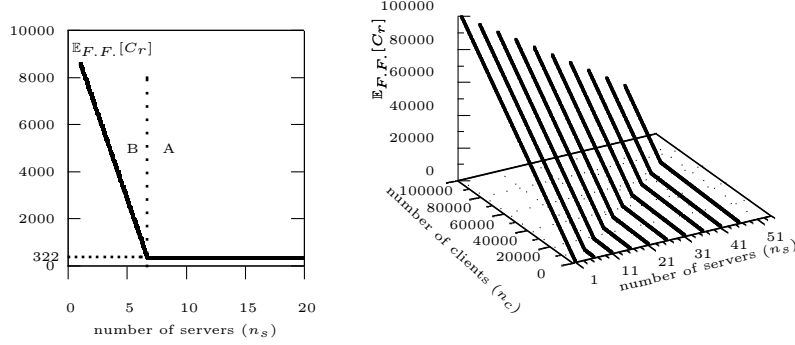 𝔼_{F.F.}[C_r]
10000
8000
6000
B A
4000
2000
322
0
0 5 10 15 20
number of servers (n_s)
𝔼_{F.F.}[C_r]
100000
80000
60000
40000
20000
0
100000
80000
60000
40000
20000
0
number of clients (n_c)
1 11 21 31 41 51
number of servers (n_s)